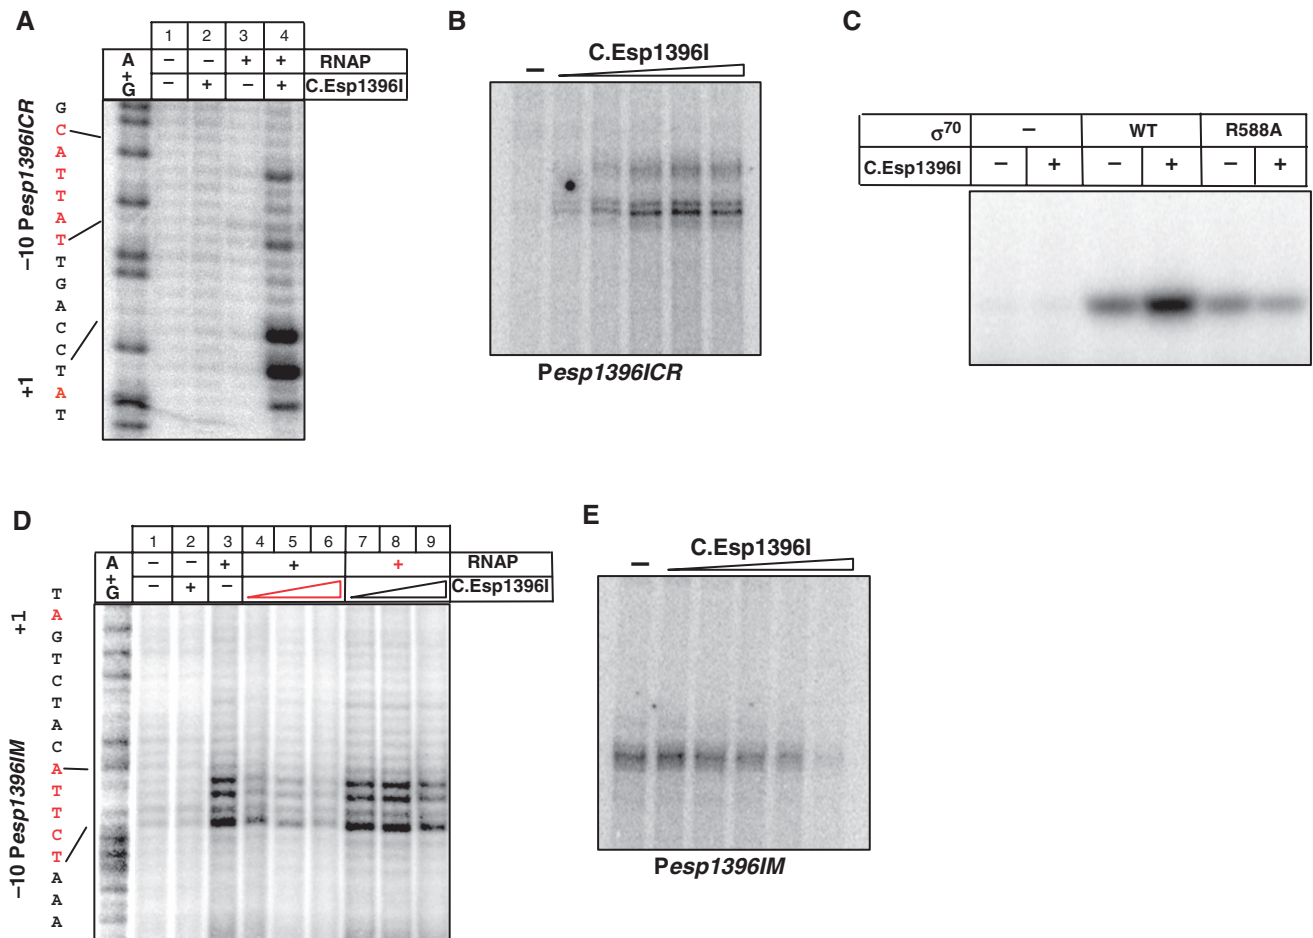 A
1 2 3 4
A
+
G
– – + + RNAP
– + – + C.Esp1396I
–10 Pesp1396ICR
+1
G
C
A
T
T
A
T
T
G
A
C
C
T
A
T
B
C.Esp1396I
–
Pesp1396ICR
C
σ70 – WT R588A
C.Esp1396I – + – + – +
D
1 2 3 4 5 6 7 8 9
A
+
G
– – + + + RNAP
– + – C.Esp1396I
+1
–10 Pesp1396IM
T
A
G
T
C
T
A
C
A
T
T
C
T
A
A
A
E
C.Esp1396I
–
Pesp1396IM